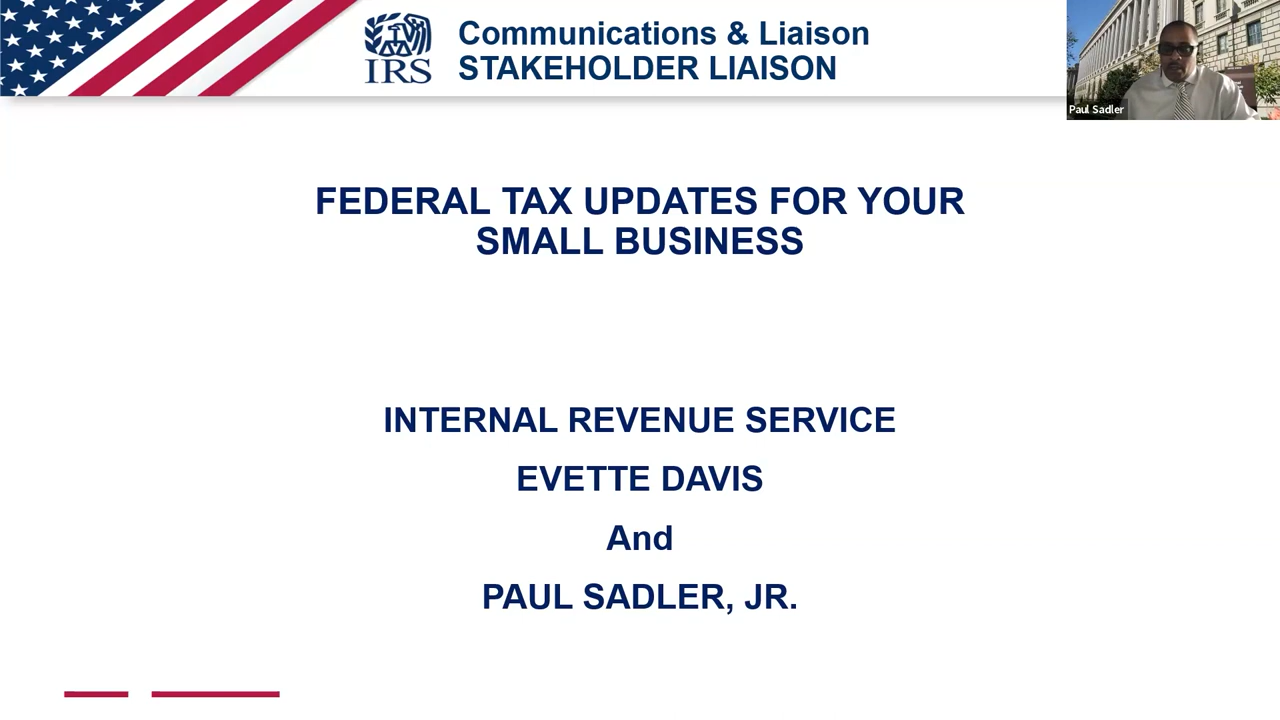 Communications & Liaison
IRS
STAKEHOLDER LIAISON
Paul Sadler
FEDERAL TAX UPDATES FOR YOUR
SMALL BUSINESS
INTERNAL REVENUE SERVICE
EVETTE DAVIS
And
PAUL SADLER, JR.